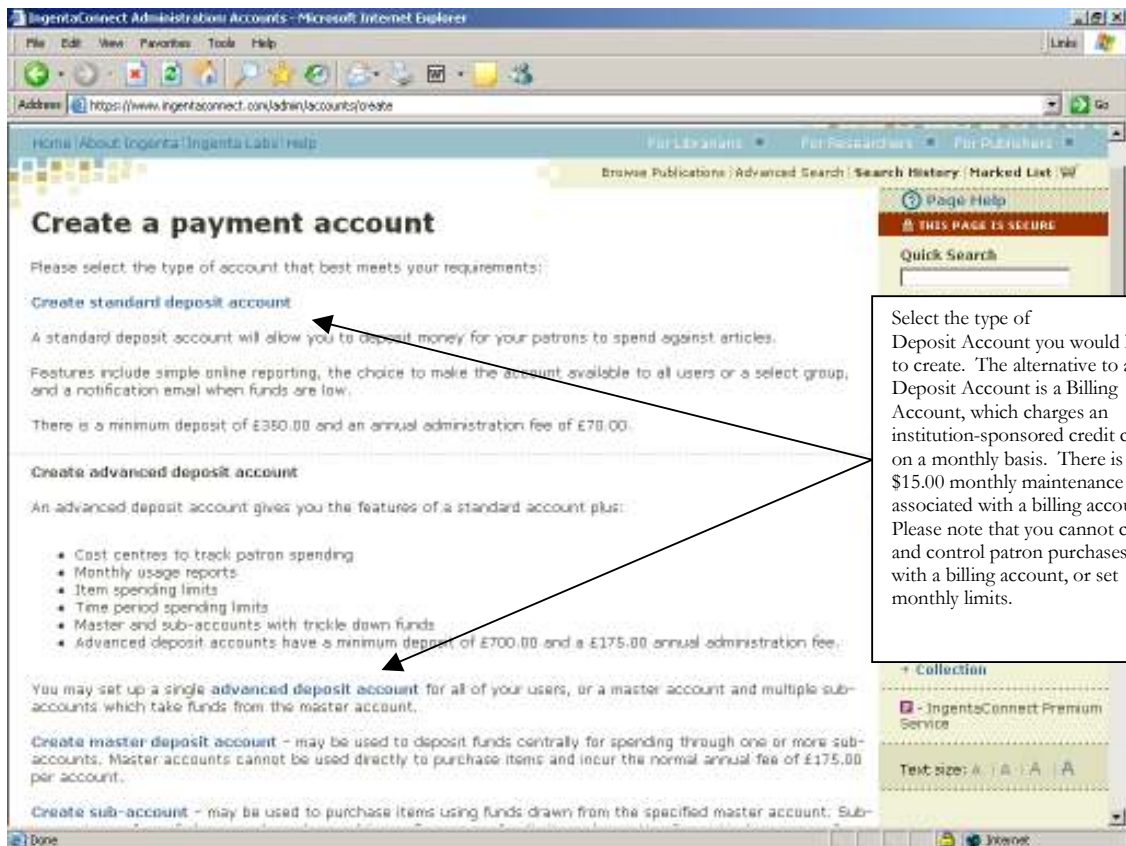 IngentaConnect Administration: Accounts - Microsoft Internet Explorer
File Edit View Favorites Tools Help
Links
Address https://www.ingentaconnect.com/admin/accounts/create
Go
Home About Ingenta Ingenta Labs Help
For Librarians For Researchers For Publishers
Browse Publications Advanced Search Search History Marked List
Page Help
THIS PAGE IS SECURE
Quick Search
Create a payment account
Please select the type of account that best meets your requirements:
Create standard deposit account
A standard deposit account will allow you to deposit money for your patrons to spend against articles.
Features include simple online reporting, the choice to make the account available to all users or a select group,
and a notification email when funds are low.
There is a minimum deposit of £350.00 and an annual administration fee of £70.00.
Create advanced deposit account
An advanced deposit account gives you the features of a standard account plus:
• Cost centres to track patron spending
• Monthly usage reports
• Item spending limits
• Time period spending limits
• Master and sub-accounts with trickle down funds
• Advanced deposit accounts have a minimum deposit of £700.00 and a £175.00 annual administration fee.
You may set up a single advanced deposit account for all of your users, or a master account and multiple sub-
accounts which take funds from the master account.
Create master deposit account - may be used to deposit funds centrally for spending through one or more sub-
accounts. Master accounts cannot be used directly to purchase items and incur the normal annual fee of £175.00
per account.
Create sub-account - may be used to purchase items using funds drawn from the specified master account. Sub-
Select the type of
Deposit Account you would
to create. The alternative to a
Deposit Account is a Billing
Account, which charges an
institution-sponsored credit
on a monthly basis. There is
$15.00 monthly maintenance
associated with a billing
Please note that you cannot
and control patron purchases
with a billing account, or set
monthly limits.
+ Collection
P - IngentaConnect Premium
Service
Text size: A | A | A | A
Done
Internet